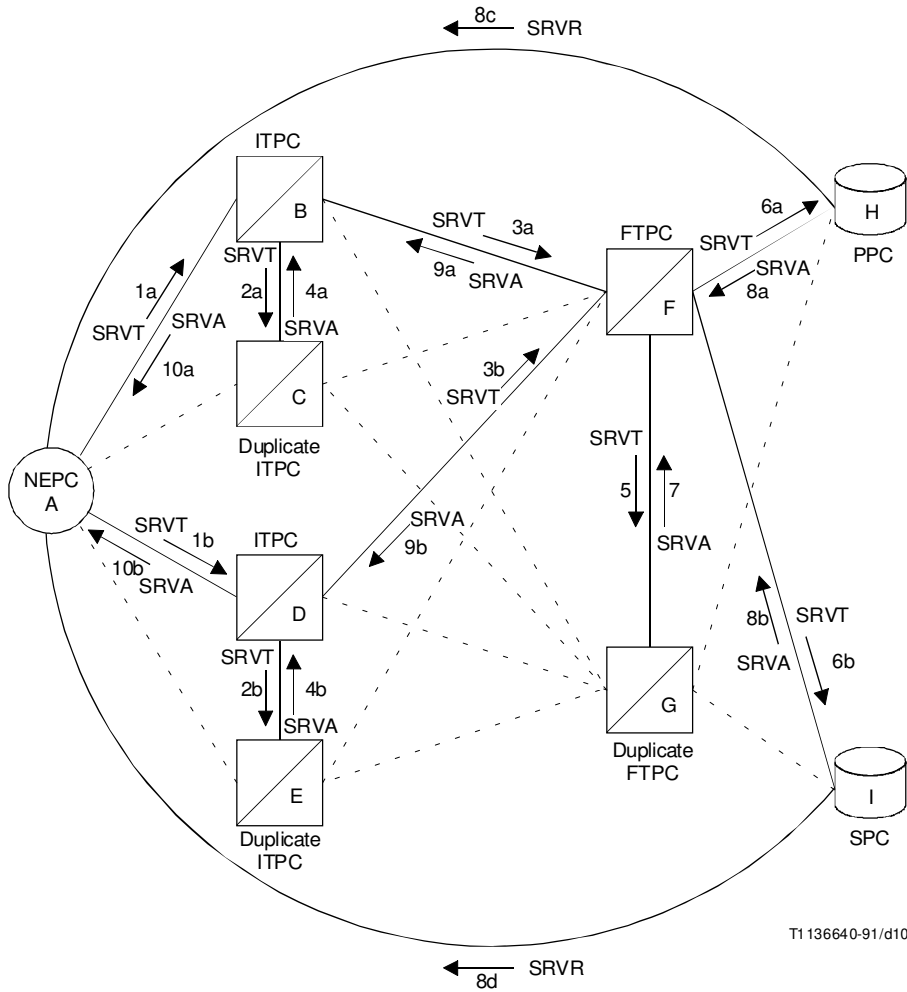 8c
SRVR
ITPC
B
SRVT
3a
9a
SRVA
FTPC
F
6a
SRVT
SRVA
8a
H
PPC
SRVT
2a
4a
SRVA
1a
SRVT
SRVA
10a
C
Duplicate
ITPC
3b
SRVT
NEPC
A
SRVT
5
7
SRVA
SRVT
1b
10b
SRVA
ITPC
D
SRVA
9b
SRVT
2b
4b
SRVA
E
Duplicate
ITPC
G
Duplicate
FTPC
8b
SRVT
SRVA
6b
I
SPC
T1136640-91/d10
SRVR
8d